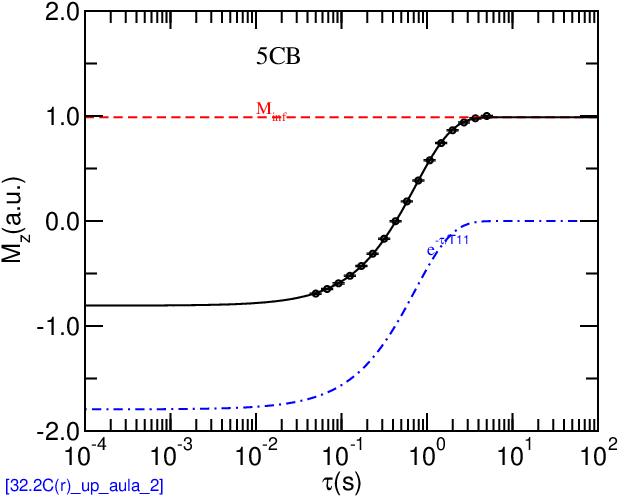 2.0
5CB
M_inf
1.0
M_z(a.u.)
0.0
e^-τ/T11
-1.0
-2.0
10^-4 10^-3 10^-2 10^-1 10^0 10^1 10^2
[32.2C(r)_up_aula_2]
τ(s)